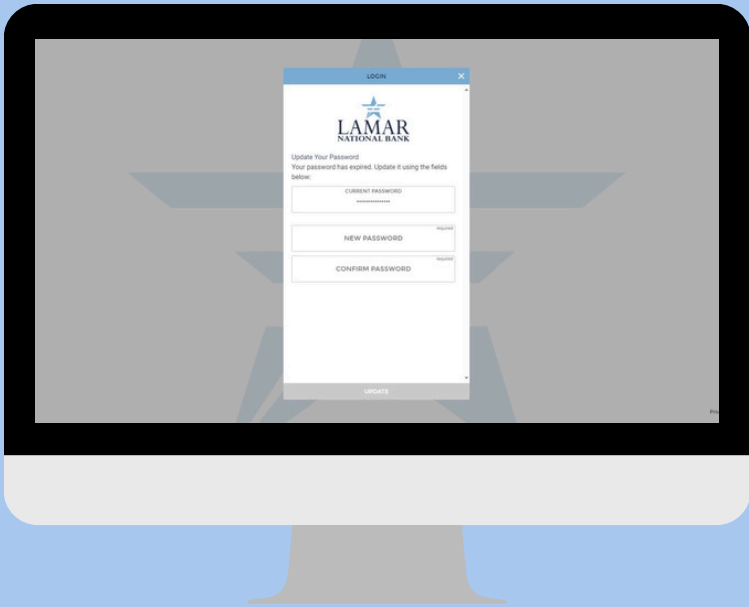 LOGIN
LAMAR
NATIONAL BANK
Update Your Password
Your password has expired. Update it using the fields
below:
CURRENT PASSWORD
REQUIRED
NEW PASSWORD
REQUIRED
CONFIRM PASSWORD
UPDATE